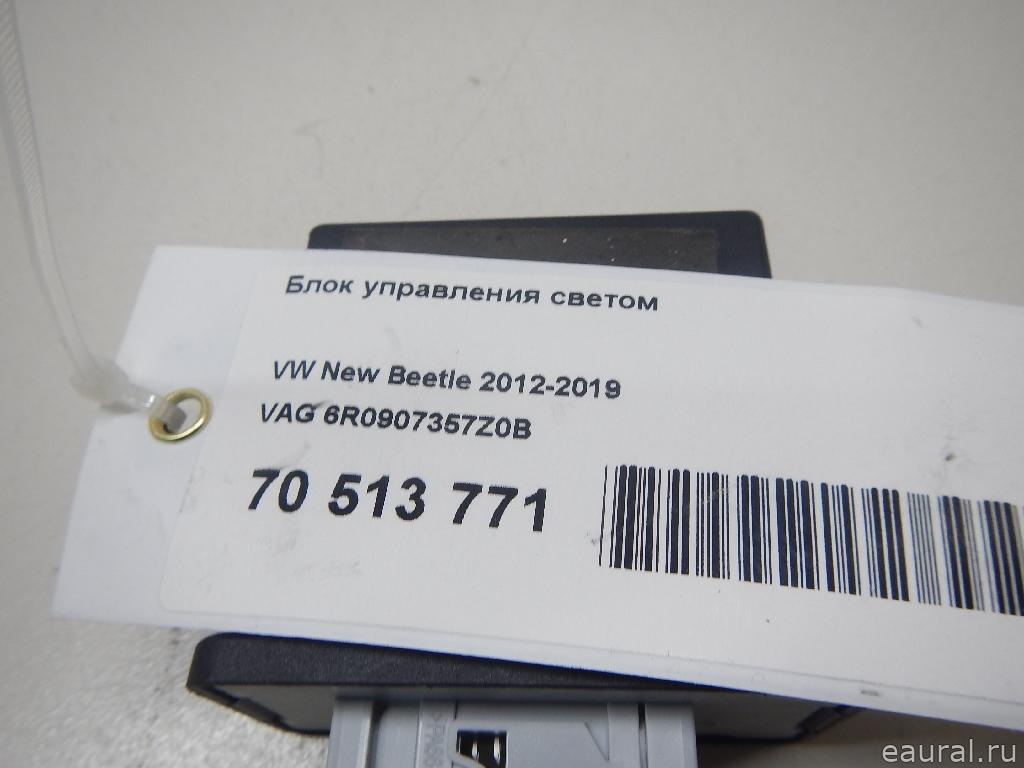 Блок управления светом
VW New Beetle 2012-2019
VAG 6R0907357Z0B
70 513 771
eaural.ru